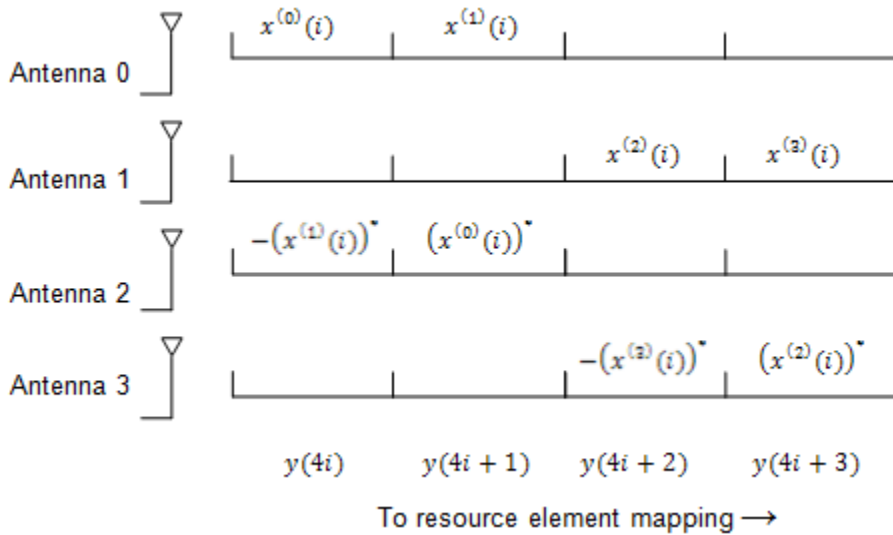 x⁽⁰⁾(i) x⁽¹⁾(i)
Antenna 0
x⁽²⁾(i) x⁽³⁾(i)
Antenna 1
−(x⁽¹⁾(i))* (x⁽⁰⁾(i))*
Antenna 2
−(x⁽³⁾(i))* (x⁽²⁾(i))*
Antenna 3
y(4i) y(4i + 1) y(4i + 2) y(4i + 3)
To resource element mapping →